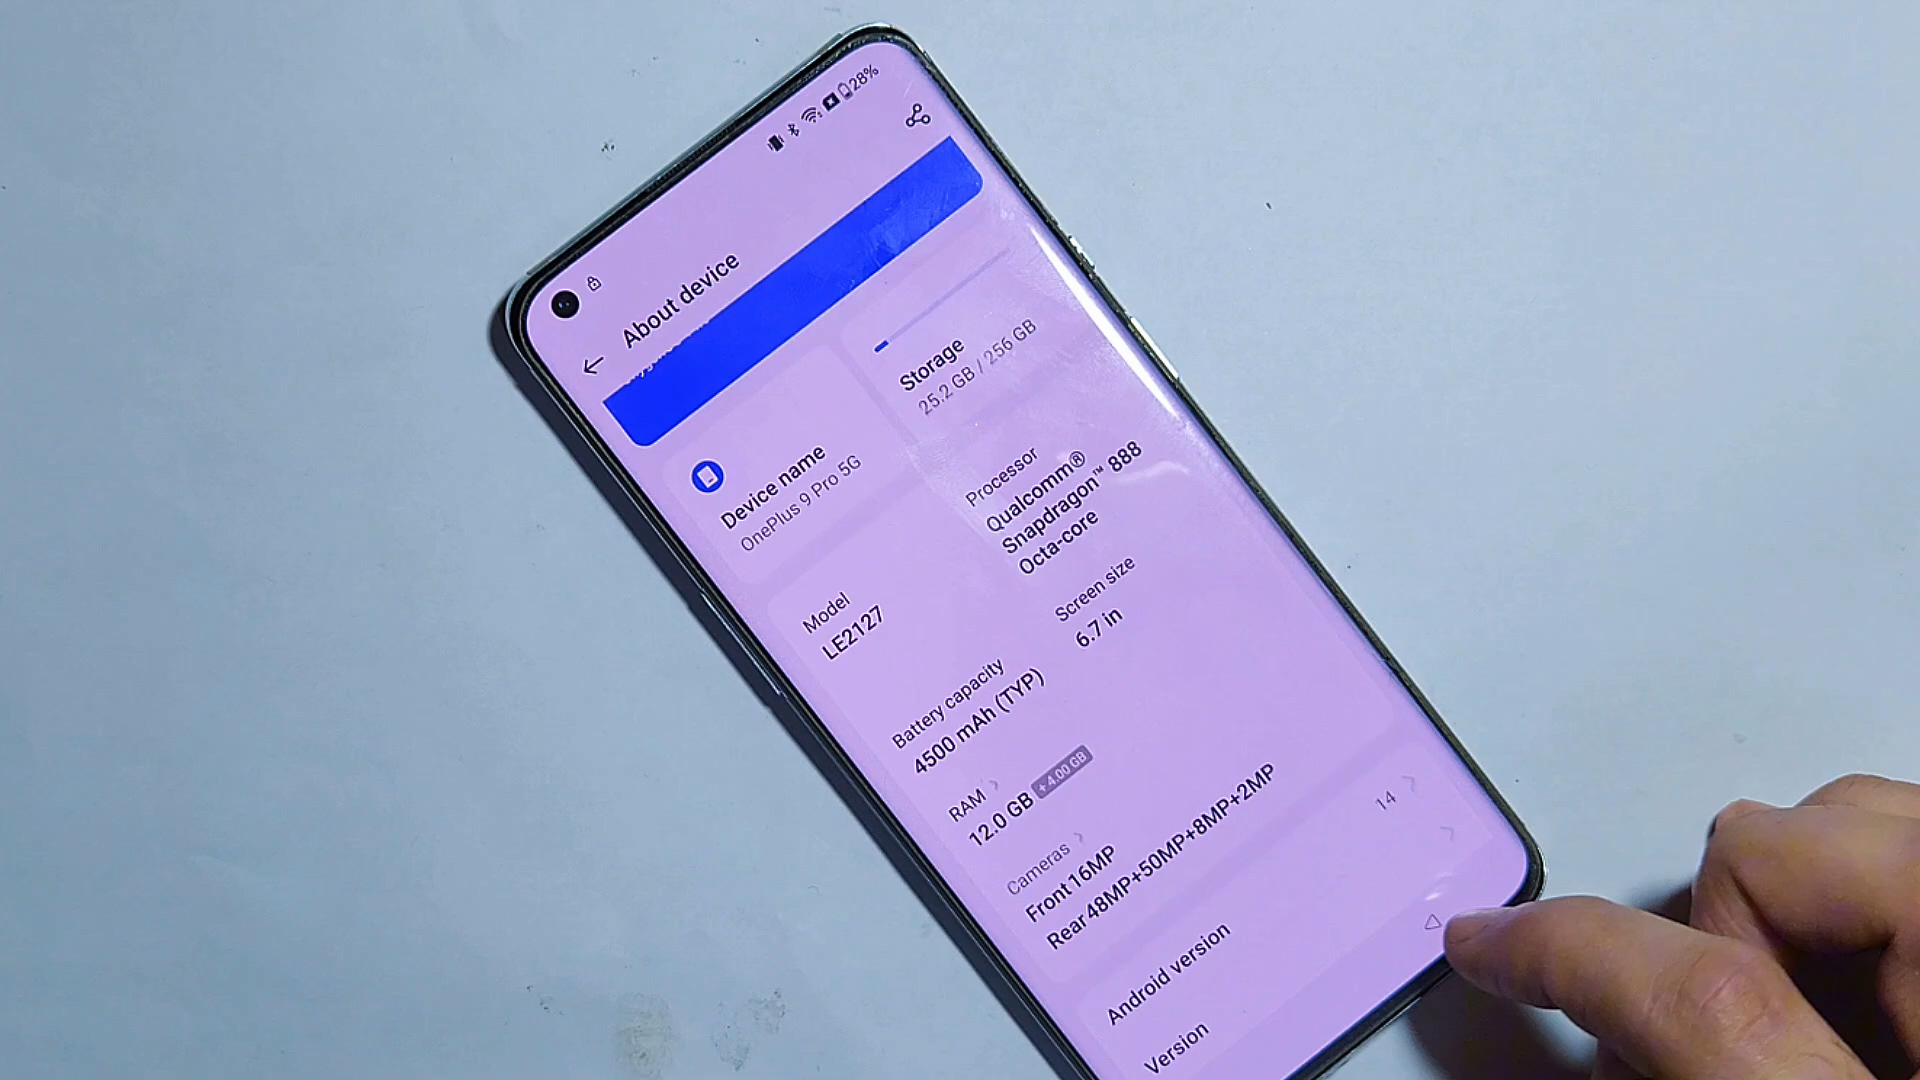 28%
About device
Device name
OnePlus 9 Pro 5G
Storage
25.2 GB / 256 GB
Model
LE2127
Processor
Qualcomm®
Snapdragon™ 888
Octa-core
Battery capacity
4500 mAh (TYP)
Screen size
6.7 in
RAM
12.0 GB +4.00 GB
Cameras
Front 16MP
Rear 48MP+50MP+8MP+2MP
Android version 14
Version